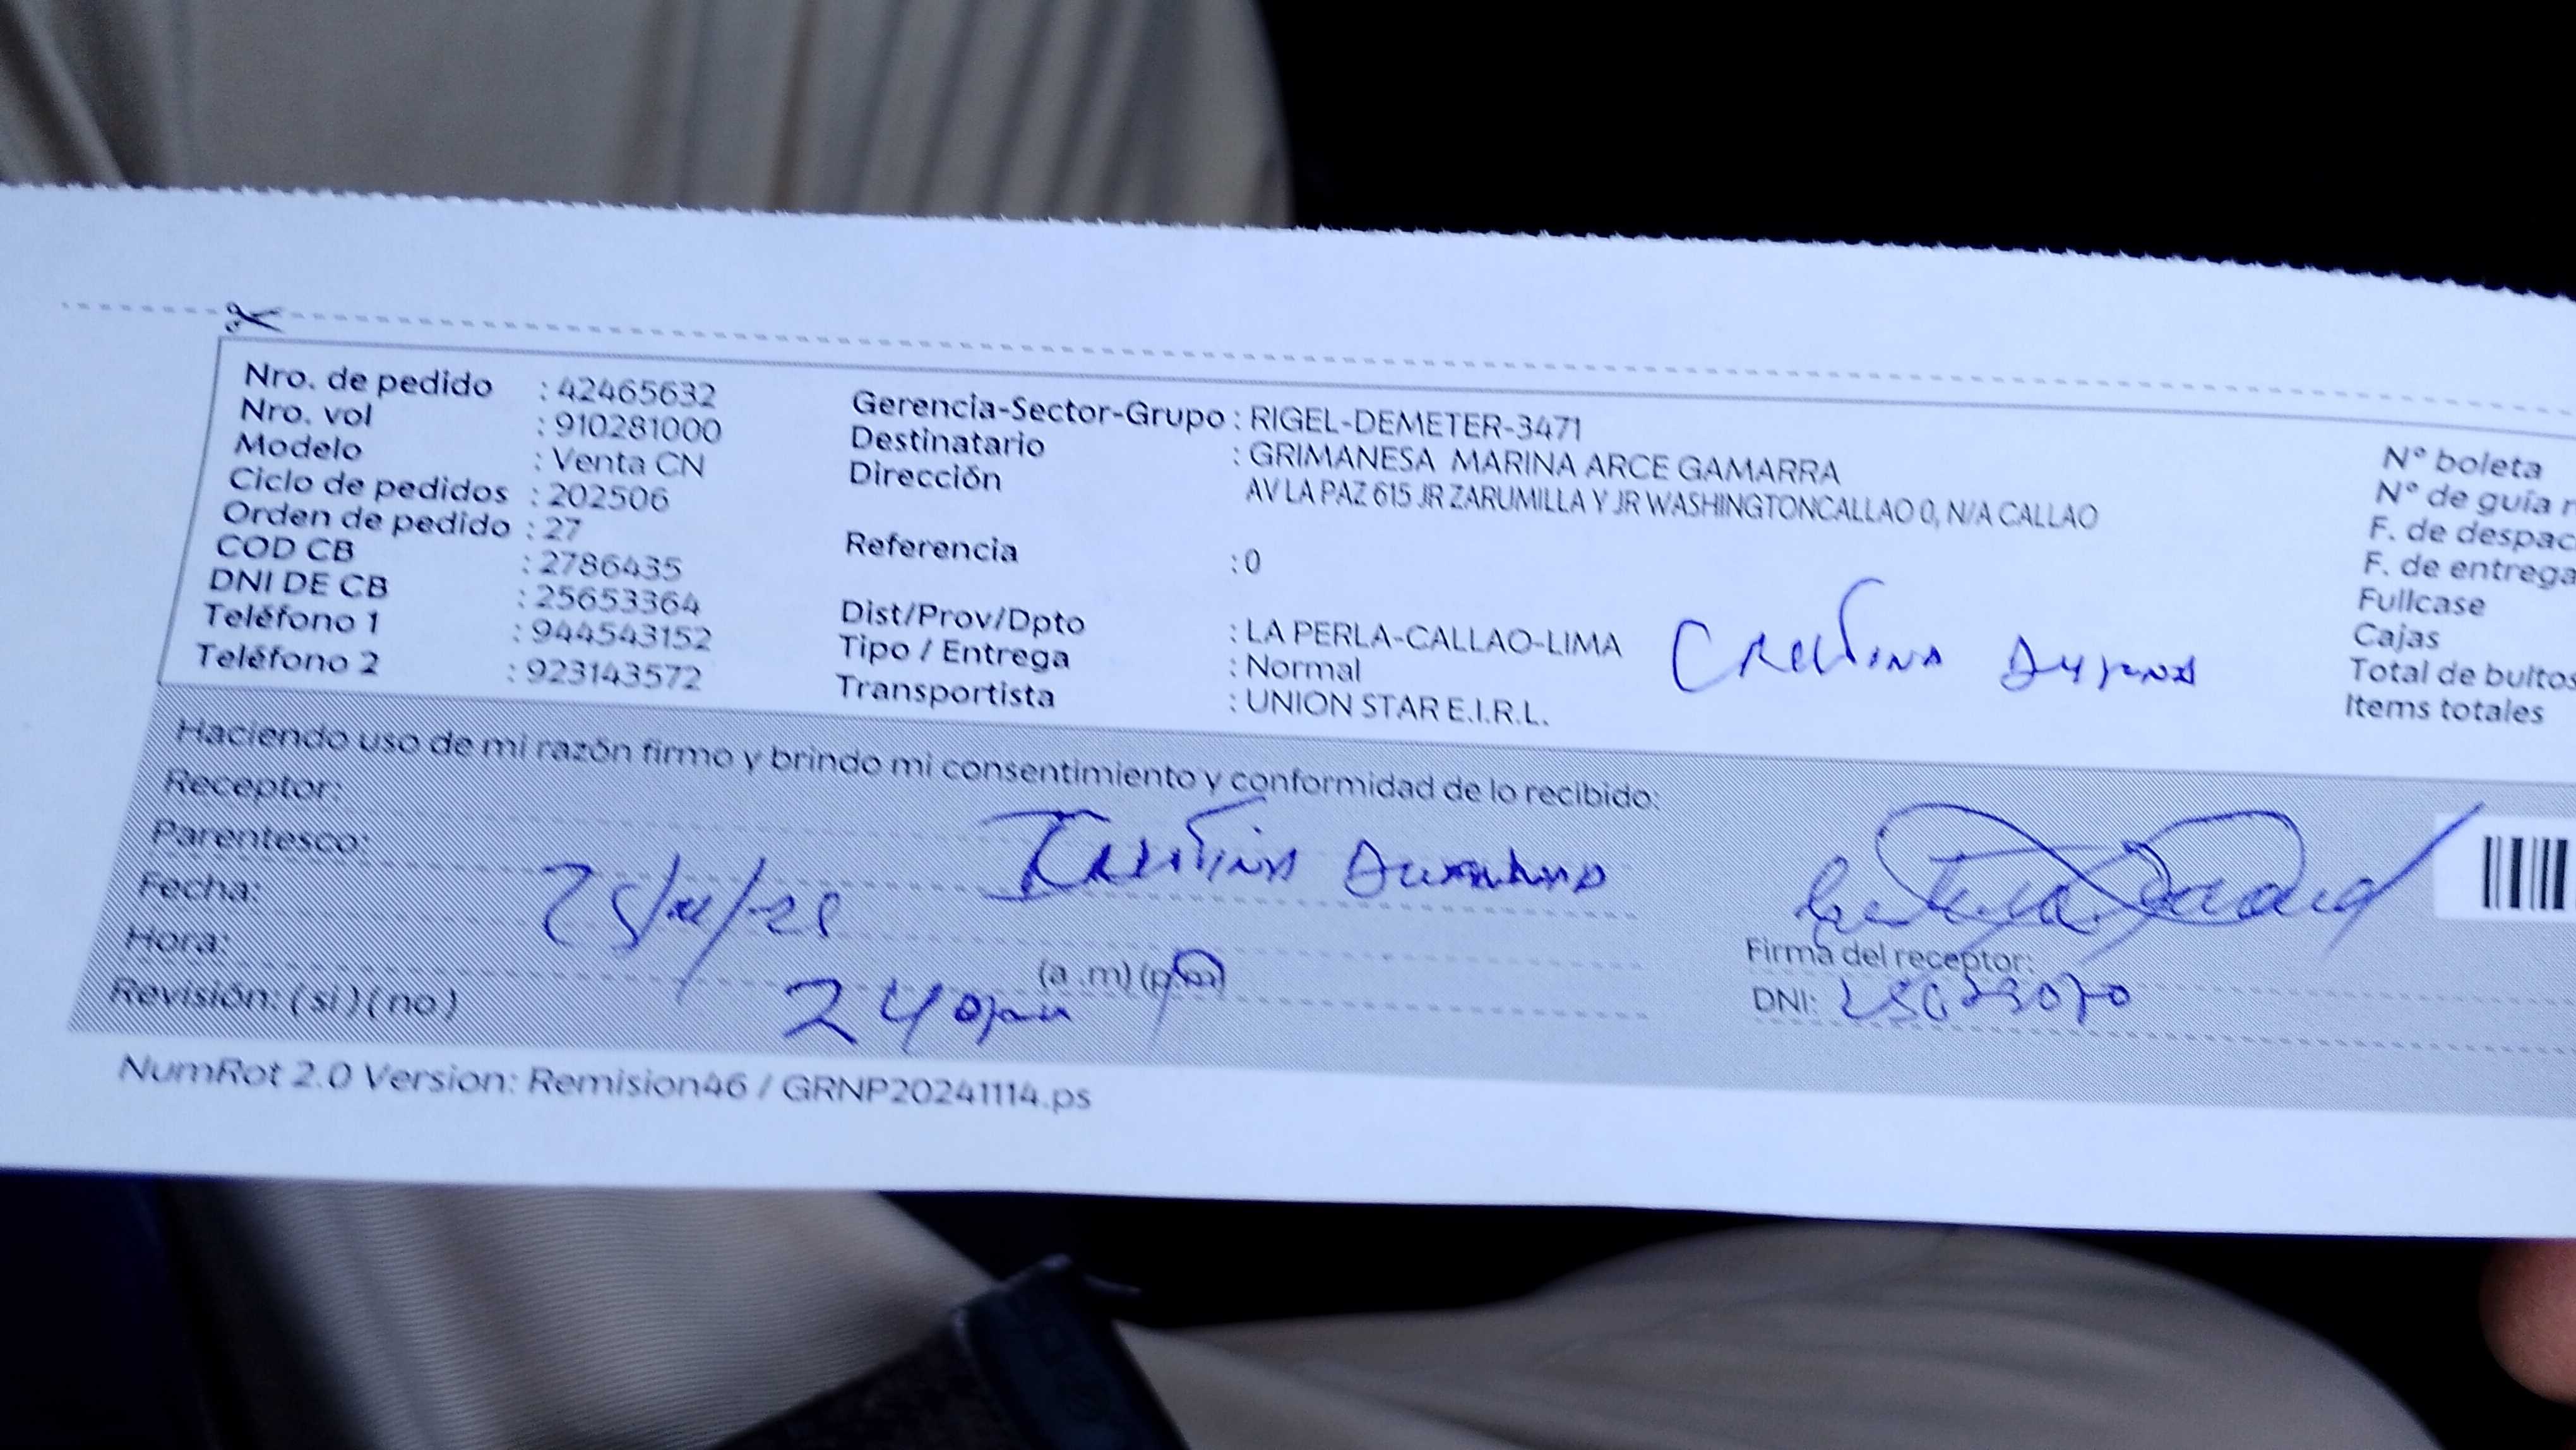 Nro. de pedido : 42465632
Nro. vol : 910281000
Modelo : Venta CN
Ciclo de pedidos : 202506
Orden de pedido : 27
COD CB : 2786435
DNI DE CB : 25653364
Teléfono 1 : 944543152
Teléfono 2 : 923143572
Gerencia-Sector-Grupo : RIGEL-DEMETER-3471
Destinatario : GRIMANESA MARINA ARCE GAMARRA
Dirección AV LA PAZ 615 JR ZARUMILLA Y JR WASHINGTONCALLAO 0, N/A CALLAO
Referencia : 0
Dist/Prov/Dpto : LA PERLA-CALLAO-LIMA
Tipo / Entrega : Normal
Transportista : UNION STAR E.I.R.L.
N° boleta
N° de guía
F. de despac
F. de entrega
Fullcase
Cajas
Total de bultos
Items totales
Haciendo uso de mi razón firmo y brindo mi consentimiento y conformidad de lo recibido:
Receptor:
Parentesco:
Fecha:
Hora: (a .m) (p.m)
Revisión: ( si ) ( no )
Firma del receptor:
DNI:
NumRot 2.0 Version: Remision46 / GRNP20241114.ps